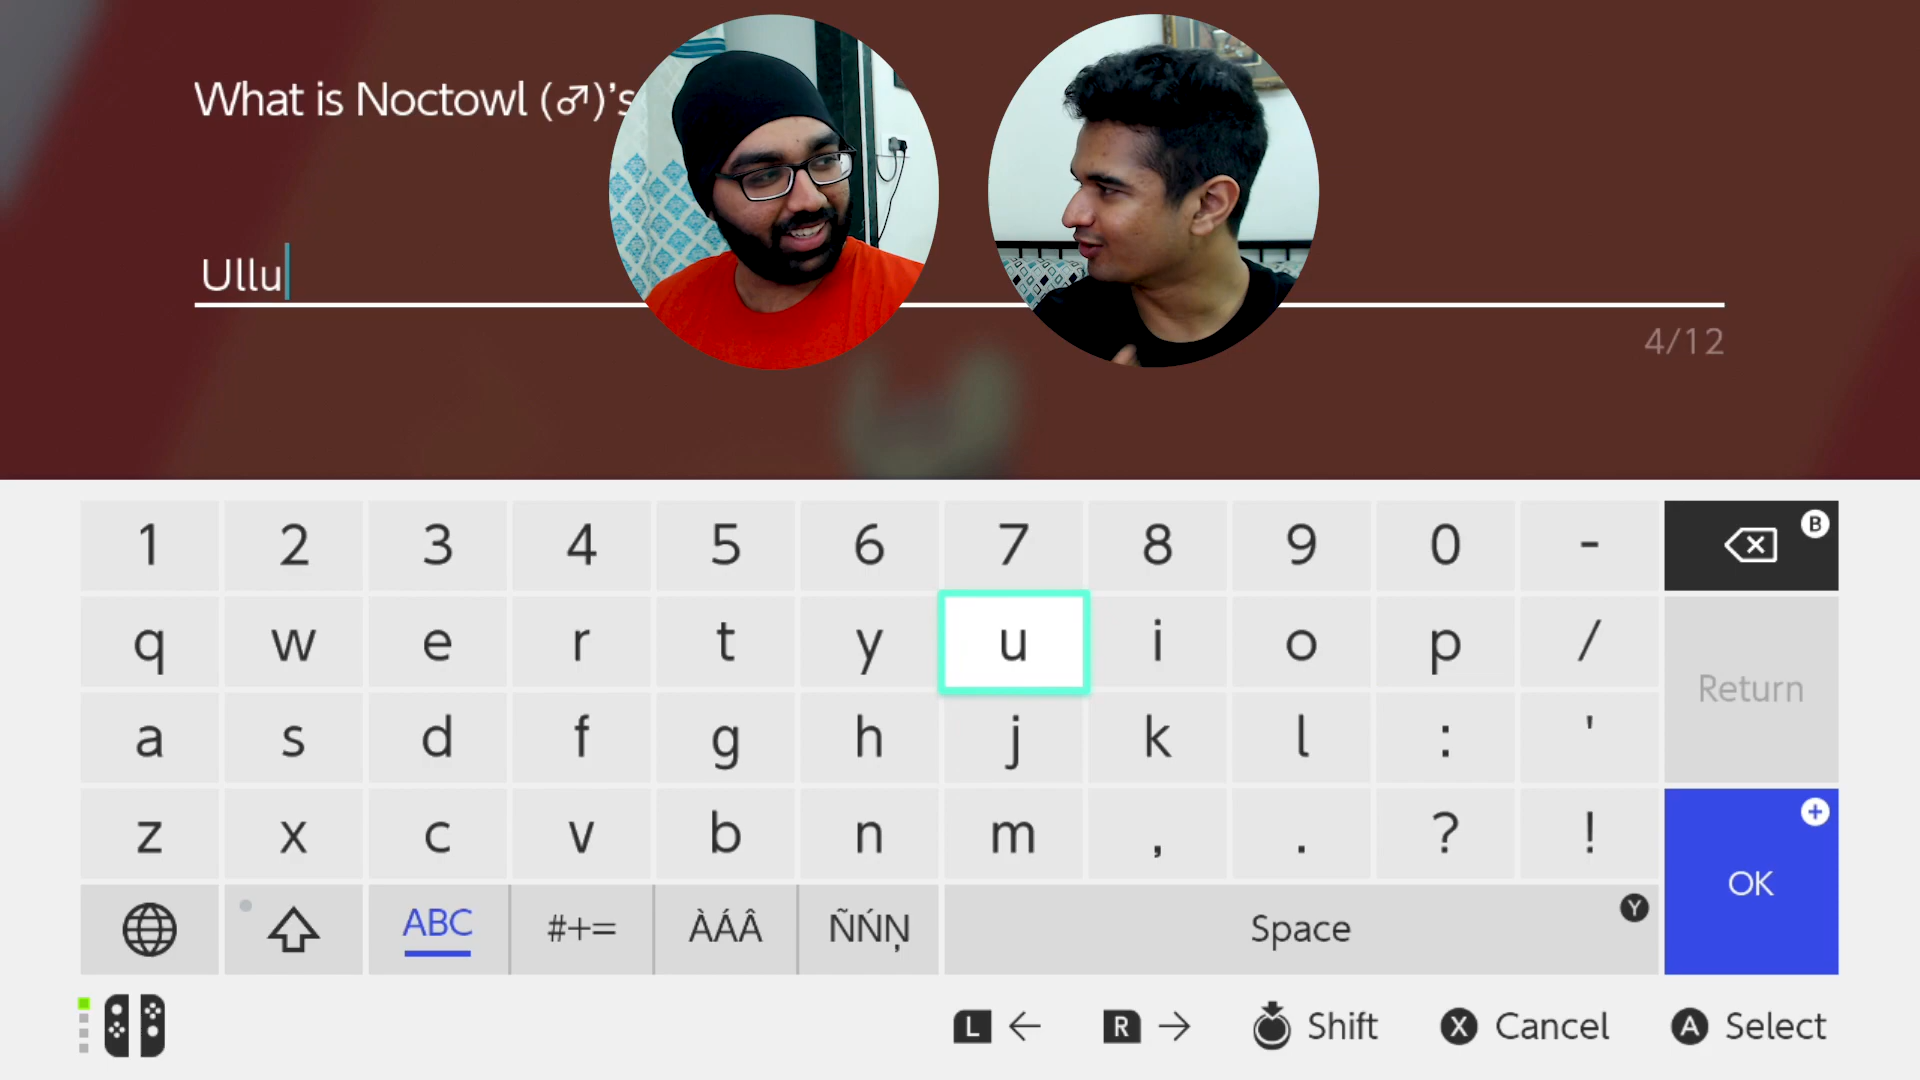 What is Noctowl (♂)'s
Ullu
4/12
1 2 3 4 5 6 7 8 9 0 - B
q w e r t y u i o p / Return
a s d f g h j k l : '
z x c v b n m , . ? ! + OK
ABC #+= ÀÁÂ ÑŃŅ Space Y
L ← R → Shift X Cancel A Select